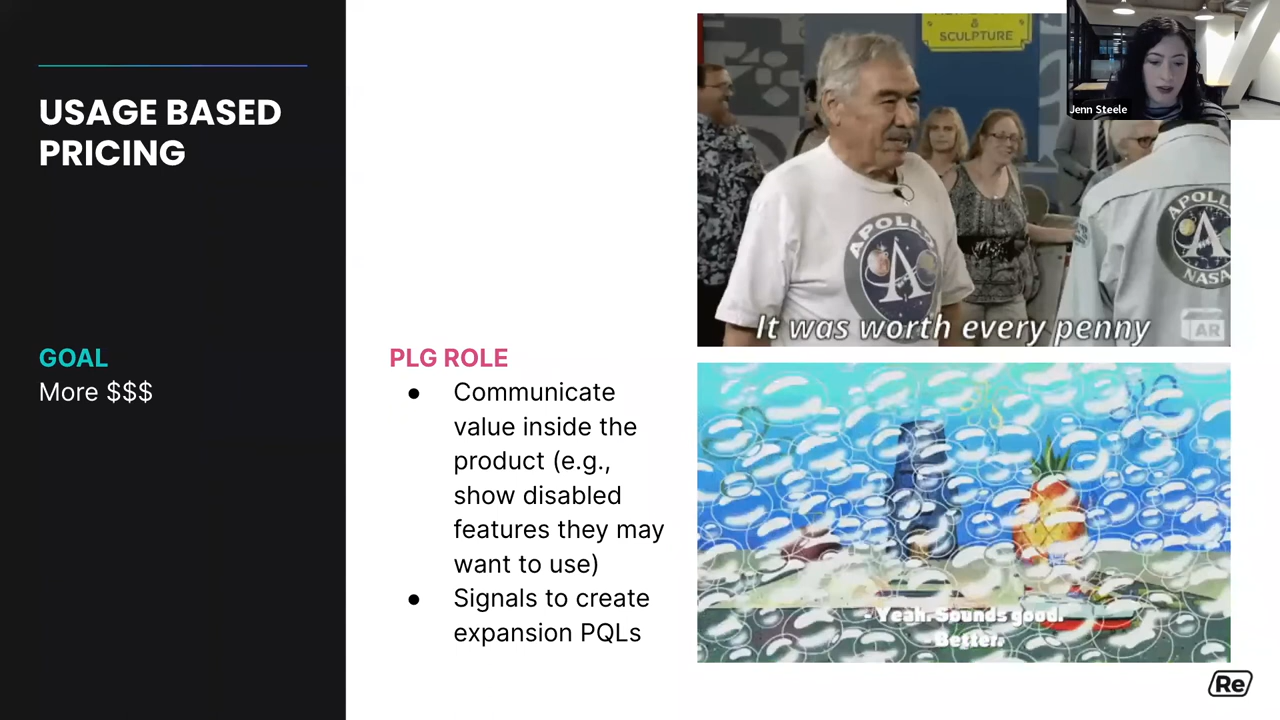 USAGE BASED
PRICING
GOAL
More $$$
PLG ROLE
● Communicate
value inside the
product (e.g.,
show disabled
features they may
want to use)
● Signals to create
expansion PQLs
&
SCULPTURE
APOLLO
NASA
It was worth every penny
AR
Jenn Steele
- Yeah. Sounds good.
Better.
Re